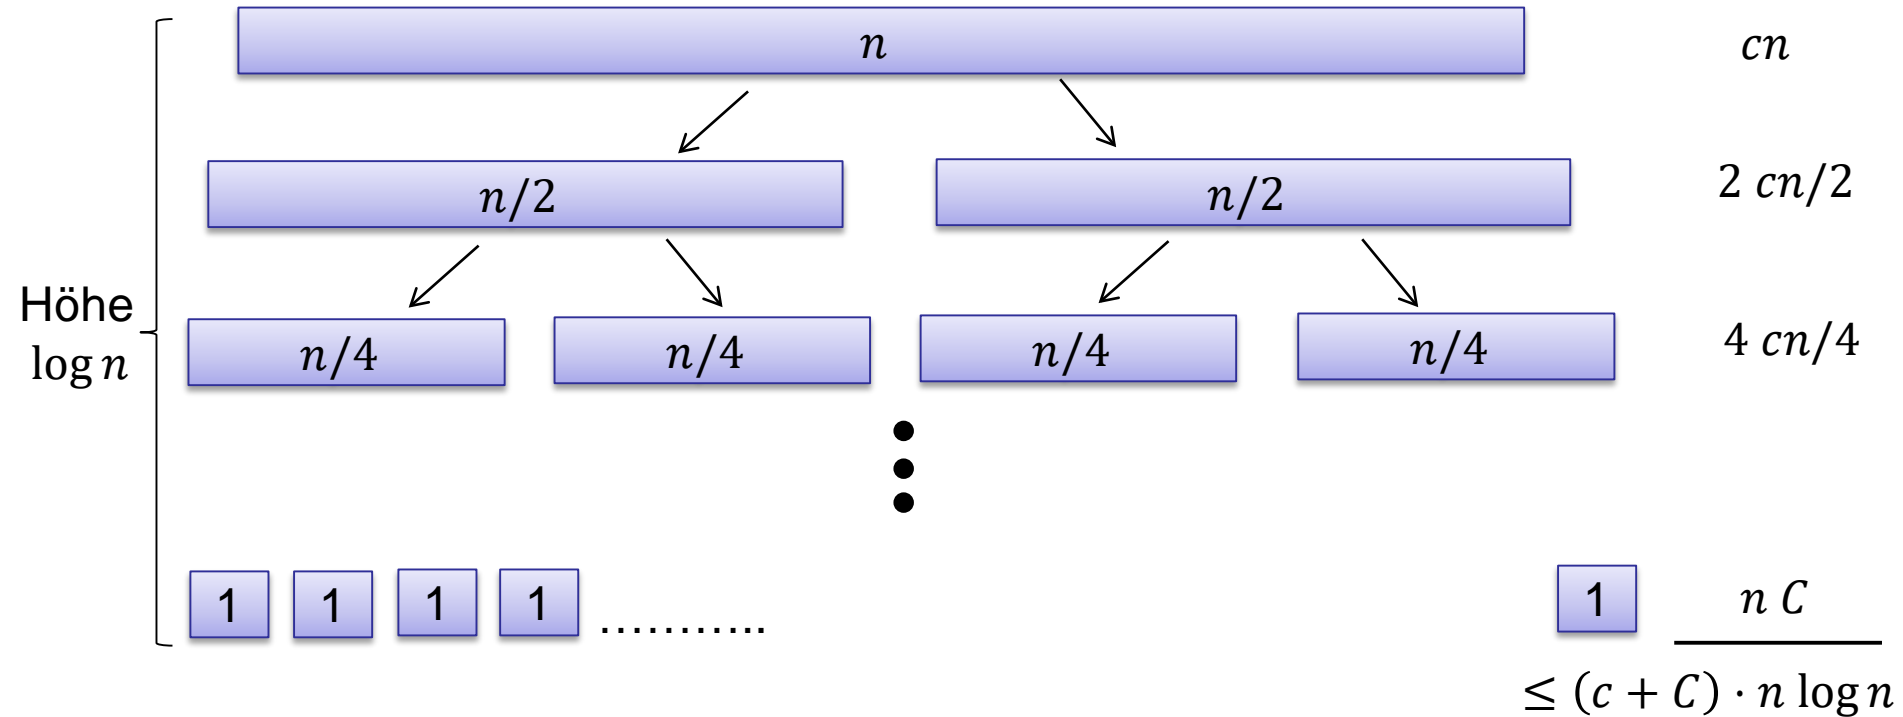 n cn
n/2 n/2 2 cn/2
Höhe
log n
n/4 n/4 n/4 n/4 4 cn/4
1 1 1 1 ……….. 1 n C
≤ (c + C) · n log n